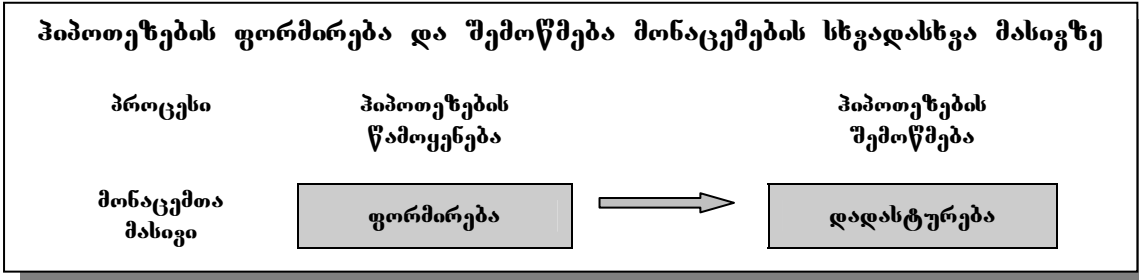 ჰიპოთეზების ფორმირება და შემოწმება მონაცემების სხვადასხვა მასივზე
პროცესი
ჰიპოთეზების
წამოყენება
ჰიპოთეზების
შემოწმება
მონაცემთა
მასივი
ფორმირება
დადასტურება